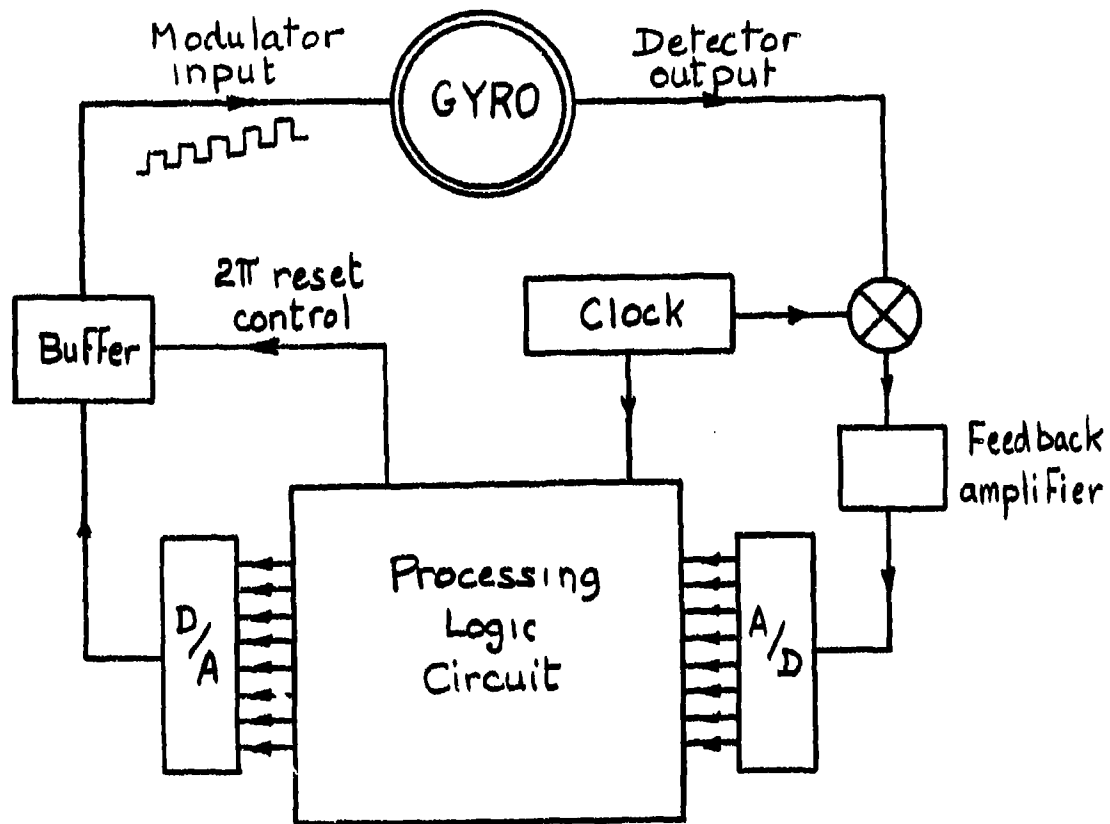 Modulator
input
GYRO
Detector
output
2π reset
control
Clock
Buffer
Feedback
amplifier
D/A
Processing
Logic
Circuit
A/D